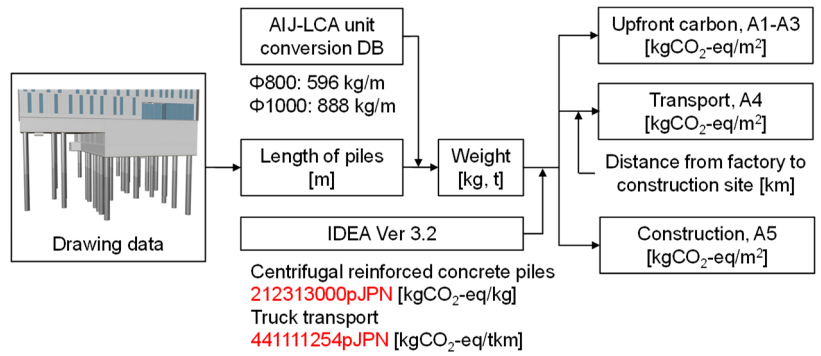 AIJ-LCA unit
conversion DB
Φ800: 596 kg/m
Φ1000: 888 kg/m
Drawing data
Length of piles
[m]
Weight
[kg, t]
IDEA Ver 3.2
Centrifugal reinforced concrete piles
212313000pJPN [kgCO₂-eq/kg]
Truck transport
441111254pJPN [kgCO₂-eq/tkm]
Upfront carbon, A1-A3
[kgCO₂-eq/m²]
Transport, A4
[kgCO₂-eq/m²]
Distance from factory to
construction site [km]
Construction, A5
[kgCO₂-eq/m²]